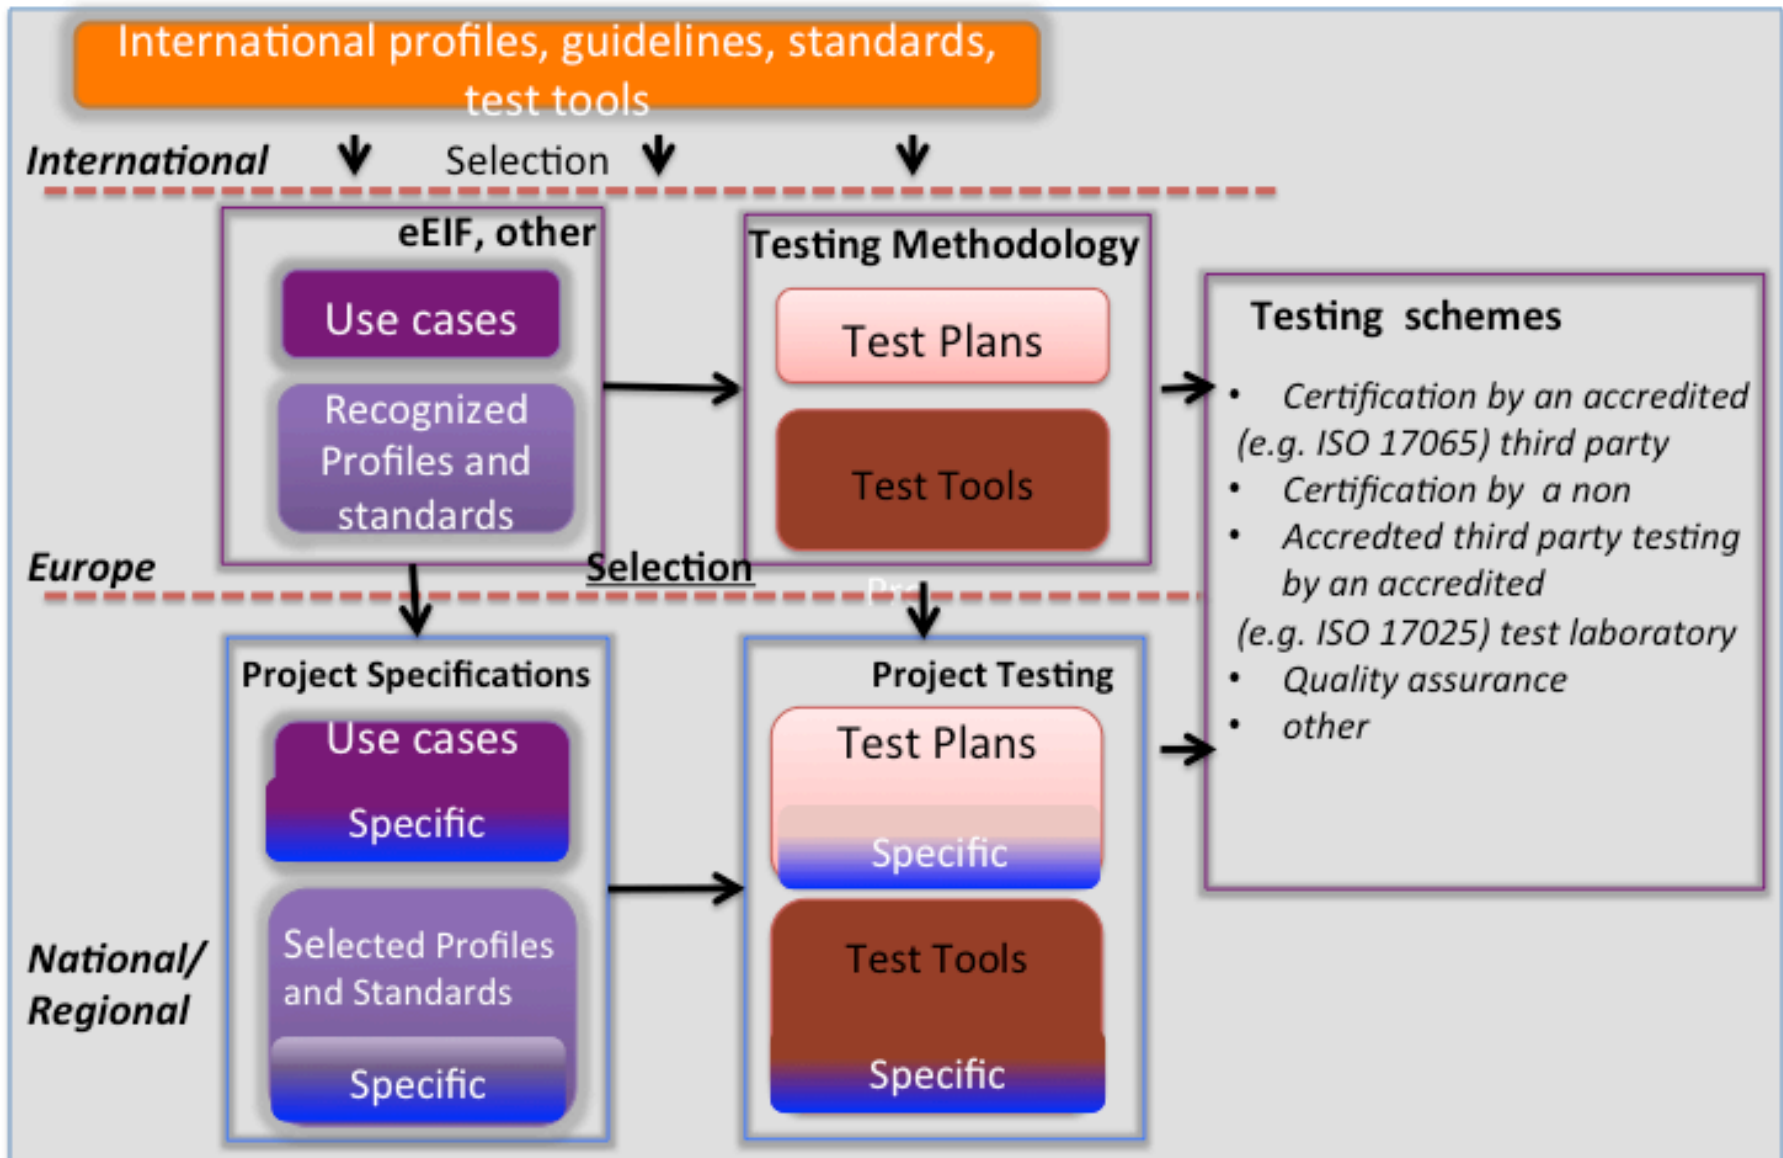 International profiles, guidelines, standards,
test tools
International
Selection
eEIF, other
Use cases
Recognized
Profiles and
standards
Testing Methodology
Test Plans
Test Tools
Testing schemes
• Certification by an accredited
(e.g. ISO 17065) third party
• Certification by a non
• Accredted third party testing
by an accredited
(e.g. ISO 17025) test laboratory
• Quality assurance
• other
Europe
Selection
Project Specifications
Use cases
Specific
Selected Profiles
and Standards
Specific
Project Testing
Test Plans
Specific
Test Tools
Specific
National/
Regional